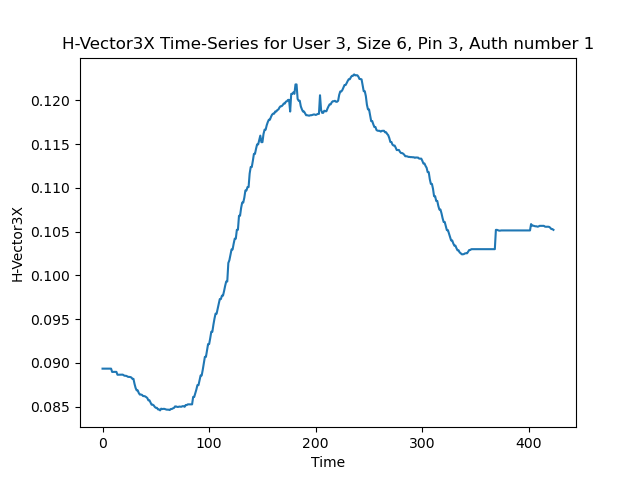 H-Vector3X Time-Series for User 3, Size 6, Pin 3, Auth number 1
0.120
0.115
0.110
0.105
0.100
0.095
0.090
0.085
H-Vector3X
0 100 200 300 400
Time